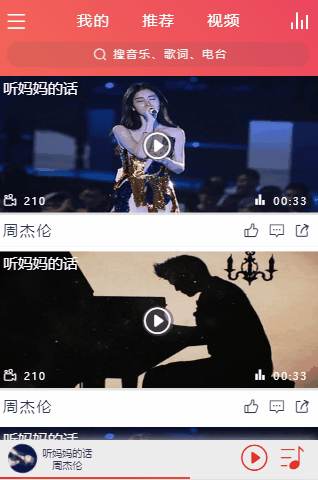 我的 推荐 视频
搜音乐、歌词、电台
听妈妈的话
210 00:33
周杰伦
听妈妈的话
210 00:33
周杰伦
听妈妈的话
听妈妈的话
周杰伦